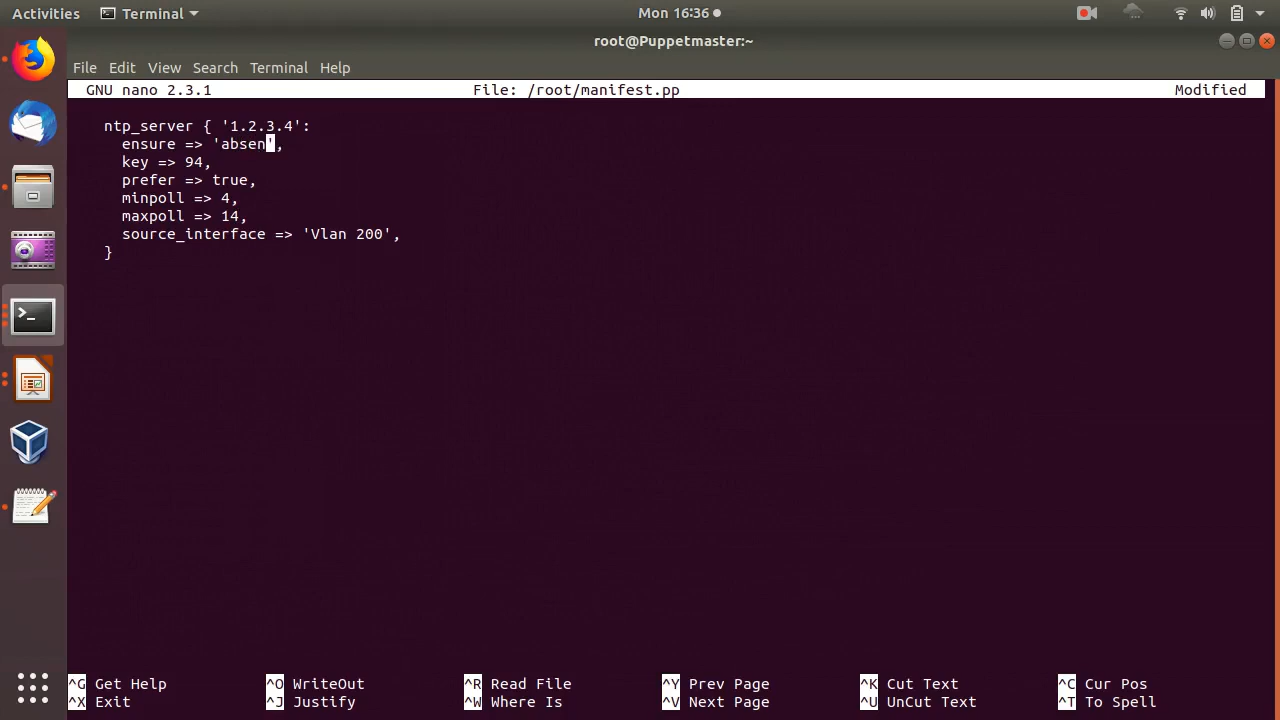 Activities Terminal Mon 16:36
root@Puppetmaster:~
File Edit View Search Terminal Help
GNU nano 2.3.1 File: /root/manifest.pp Modified
ntp_server { '1.2.3.4':
ensure => 'absen',
key => 94,
prefer => true,
minpoll => 4,
maxpoll => 14,
source_interface => 'Vlan 200',
}
^G Get Help ^O WriteOut ^R Read File ^Y Prev Page ^K Cut Text ^C Cur Pos
^X Exit ^J Justify ^W Where Is ^V Next Page ^U UnCut Text ^T To Spell